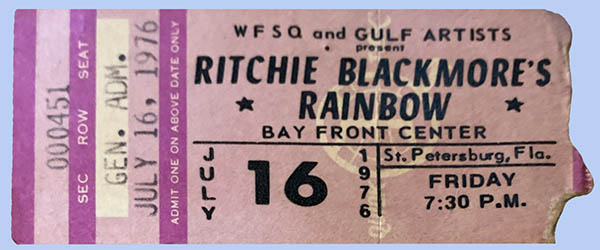 000451
SEC ROW SEAT
GEN. ADM.
JULY 16, 1976
ADMIT ONE ON ABOVE DATE ONLY
WFSQ and GULF ARTISTS
present
RITCHIE BLACKMORE'S
★ RAINBOW ★
BAY FRONT CENTER
JULY
16
1976
St. Petersburg, Fla.
FRIDAY
7:30 P.M.